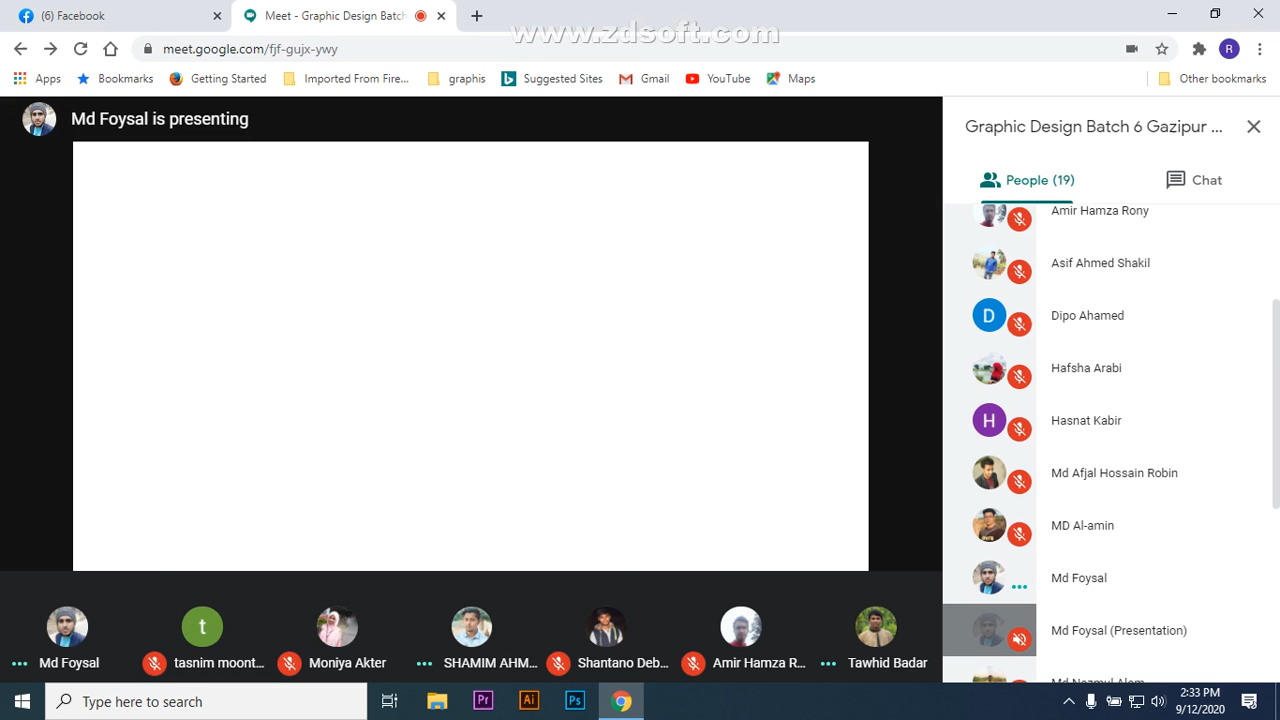 (6) Facebook
Meet - Graphic Design Batch
www.zdsoft.com
meet.google.com/fjf-gujx-ywy
R
Apps
Bookmarks
Getting Started
Imported From Fire...
graphis
Suggested Sites
Gmail
YouTube
Maps
Other bookmarks
Md Foysal is presenting
Graphic Design Batch 6 Gazipur ...
People (19)
Chat
Amir Hamza Rony
Asif Ahmed Shakil
D
Dipo Ahamed
Hafsha Arabi
H
Hasnat Kabir
Md Afjal Hossain Robin
MD Al-amin
Md Foysal
Md Foysal (Presentation)
Md Nazmul Alam
t
Md Foysal
tasnim moont...
Moniya Akter
SHAMIM AHM...
Shantano Deb...
Amir Hamza R...
Tawhid Badar
Type here to search
Pr
Ai
Ps
2:33 PM
9/12/2020